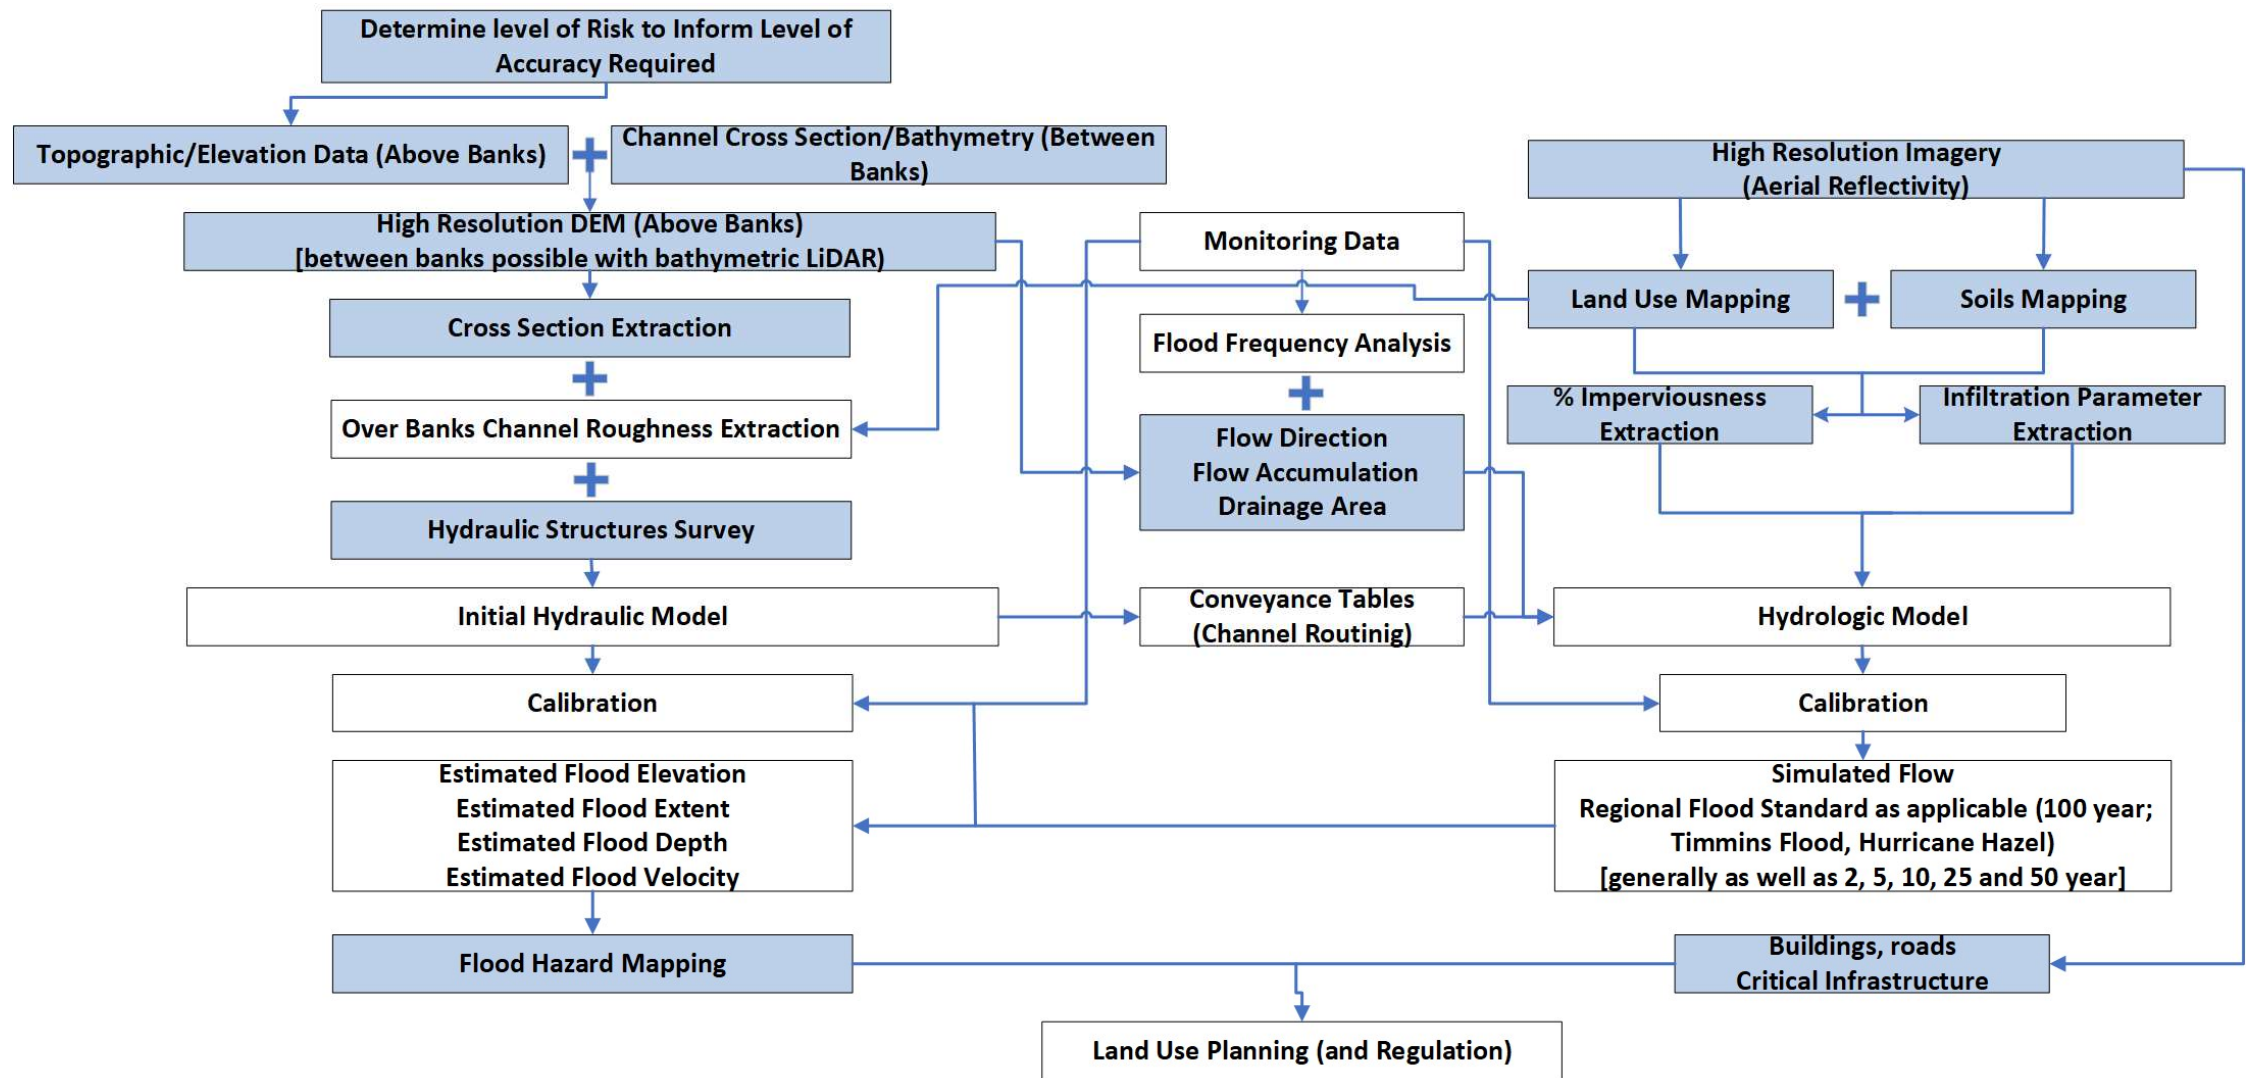 Determine level of Risk to Inform Level of
Accuracy Required
Topographic/Elevation Data (Above Banks)
Channel Cross Section/Bathymetry (Between
Banks)
High Resolution Imagery
(Aerial Reflectivity)
High Resolution DEM (Above Banks)
[between banks possible with bathymetric LiDAR)
Monitoring Data
Land Use Mapping
Soils Mapping
Cross Section Extraction
Flood Frequency Analysis
Over Banks Channel Roughness Extraction
% Imperviousness
Extraction
Infiltration Parameter
Extraction
Flow Direction
Flow Accumulation
Drainage Area
Hydraulic Structures Survey
Initial Hydraulic Model
Conveyance Tables
(Channel Routinig)
Hydrologic Model
Calibration
Calibration
Estimated Flood Elevation
Estimated Flood Extent
Estimated Flood Depth
Estimated Flood Velocity
Simulated Flow
Regional Flood Standard as applicable (100 year;
Timmins Flood, Hurricane Hazel)
[generally as well as 2, 5, 10, 25 and 50 year]
Flood Hazard Mapping
Buildings, roads
Critical Infrastructure
Land Use Planning (and Regulation)